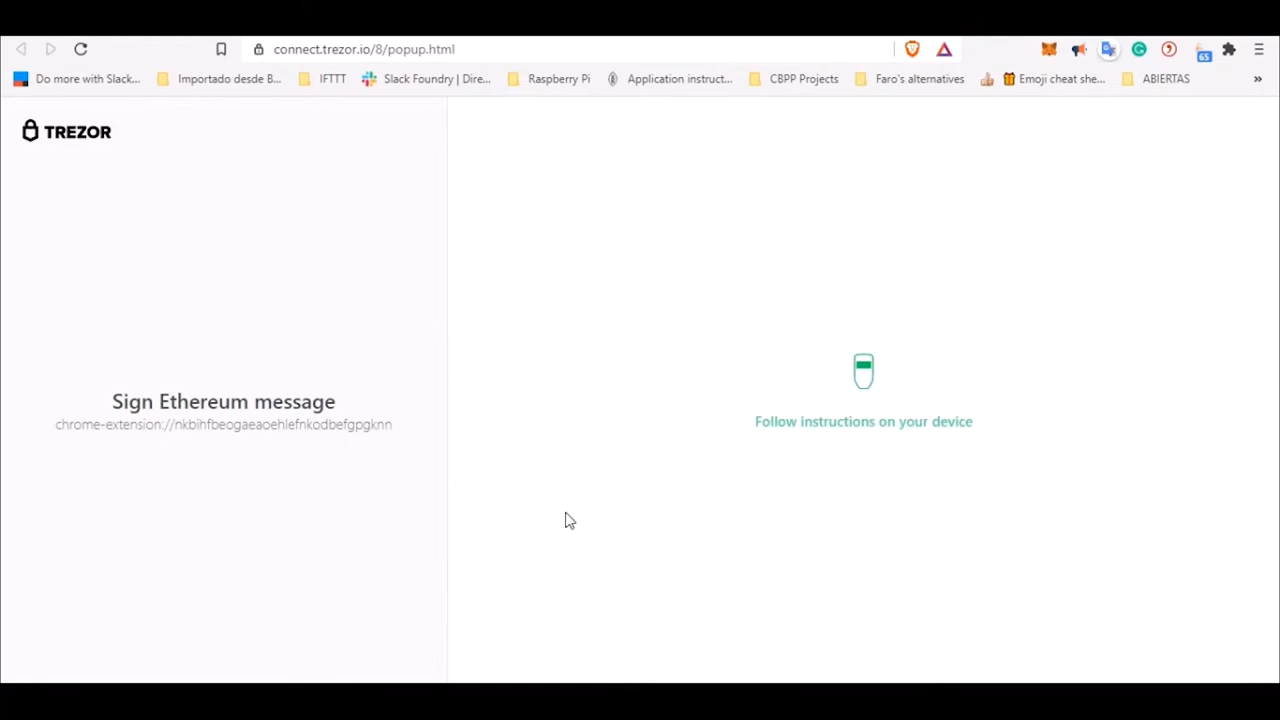 connect.trezor.io/8/popup.html
65
Do more with Slack...
Importado desde B...
IFTTT
Slack Foundry | Dire...
Raspberry Pi
Application instruct...
CBPP Projects
Faro's alternatives
Emoji cheat she...
ABIERTAS
»
TREZOR
Sign Ethereum message
chrome-extension://nkbihfbeogaeaoehlefnkodbefgpgknn
Follow instructions on your device